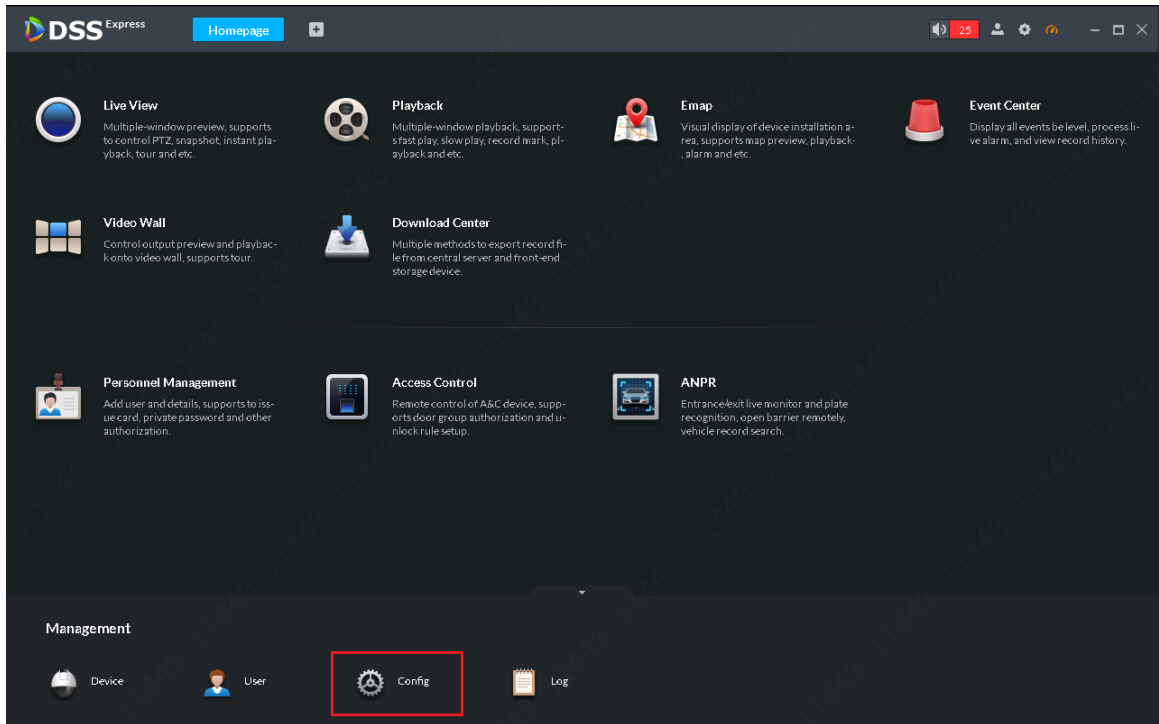 DSS Express
Homepage
25
Live View
Multiple-window preview, supports
to control PTZ, snapshot, instant pla-
yback, tour and etc.
Playback
Multiple-window playback, support-
s fast play, slow play, record mark, pl-
ayback and etc.
Emap
Visual display of device installation a-
rea, supports map preview, playback-
, alarm and etc.
Event Center
Display all events be level, process li-
ve alarm, and view record history.
Video Wall
Control output preview and playbac-
k onto video wall, supports tour.
Download Center
Multiple methods to export record fi-
le from central server and front-end
storage device.
Personnel Management
Add user and details, supports to iss-
ue card, private password and other
authorization.
Access Control
Remote control of A&C device, supp-
orts door group authorization and u-
nlock rule setup.
ANPR
Entrance/exit live monitor and plate
recognition, open barrier remotely,
vehicle record search.
Management
Device
User
Config
Log